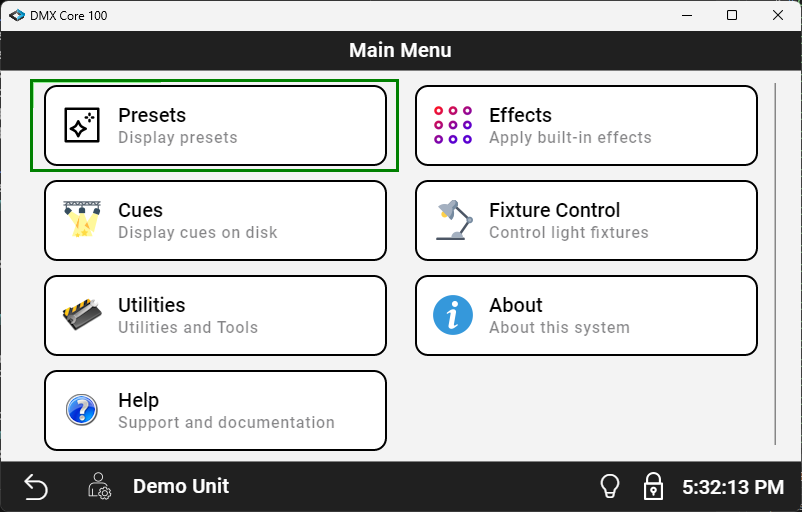 DMX Core 100
Main Menu
Presets
Display presets
Effects
Apply built-in effects
Cues
Display cues on disk
Fixture Control
Control light fixtures
Utilities
Utilities and Tools
About
About this system
Help
Support and documentation
Demo Unit
5:32:13 PM